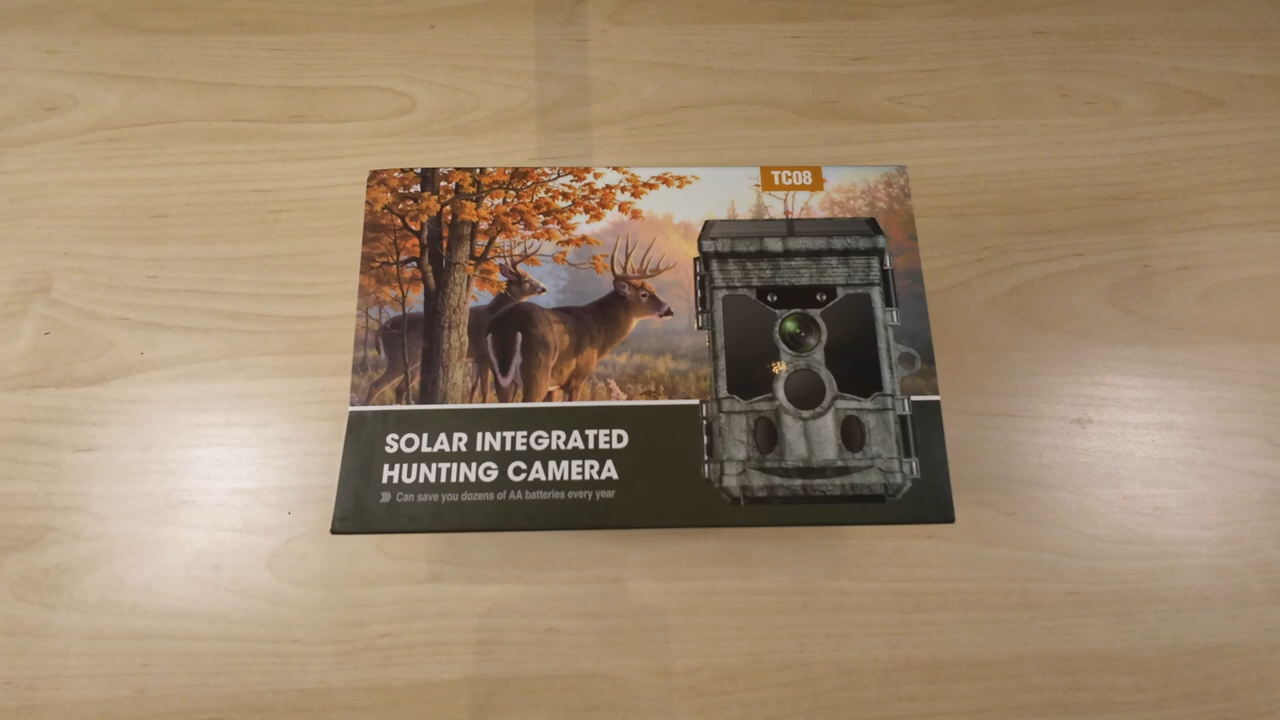 TC08
SOLAR INTEGRATED
HUNTING CAMERA
Can save you dozens of AA batteries every year